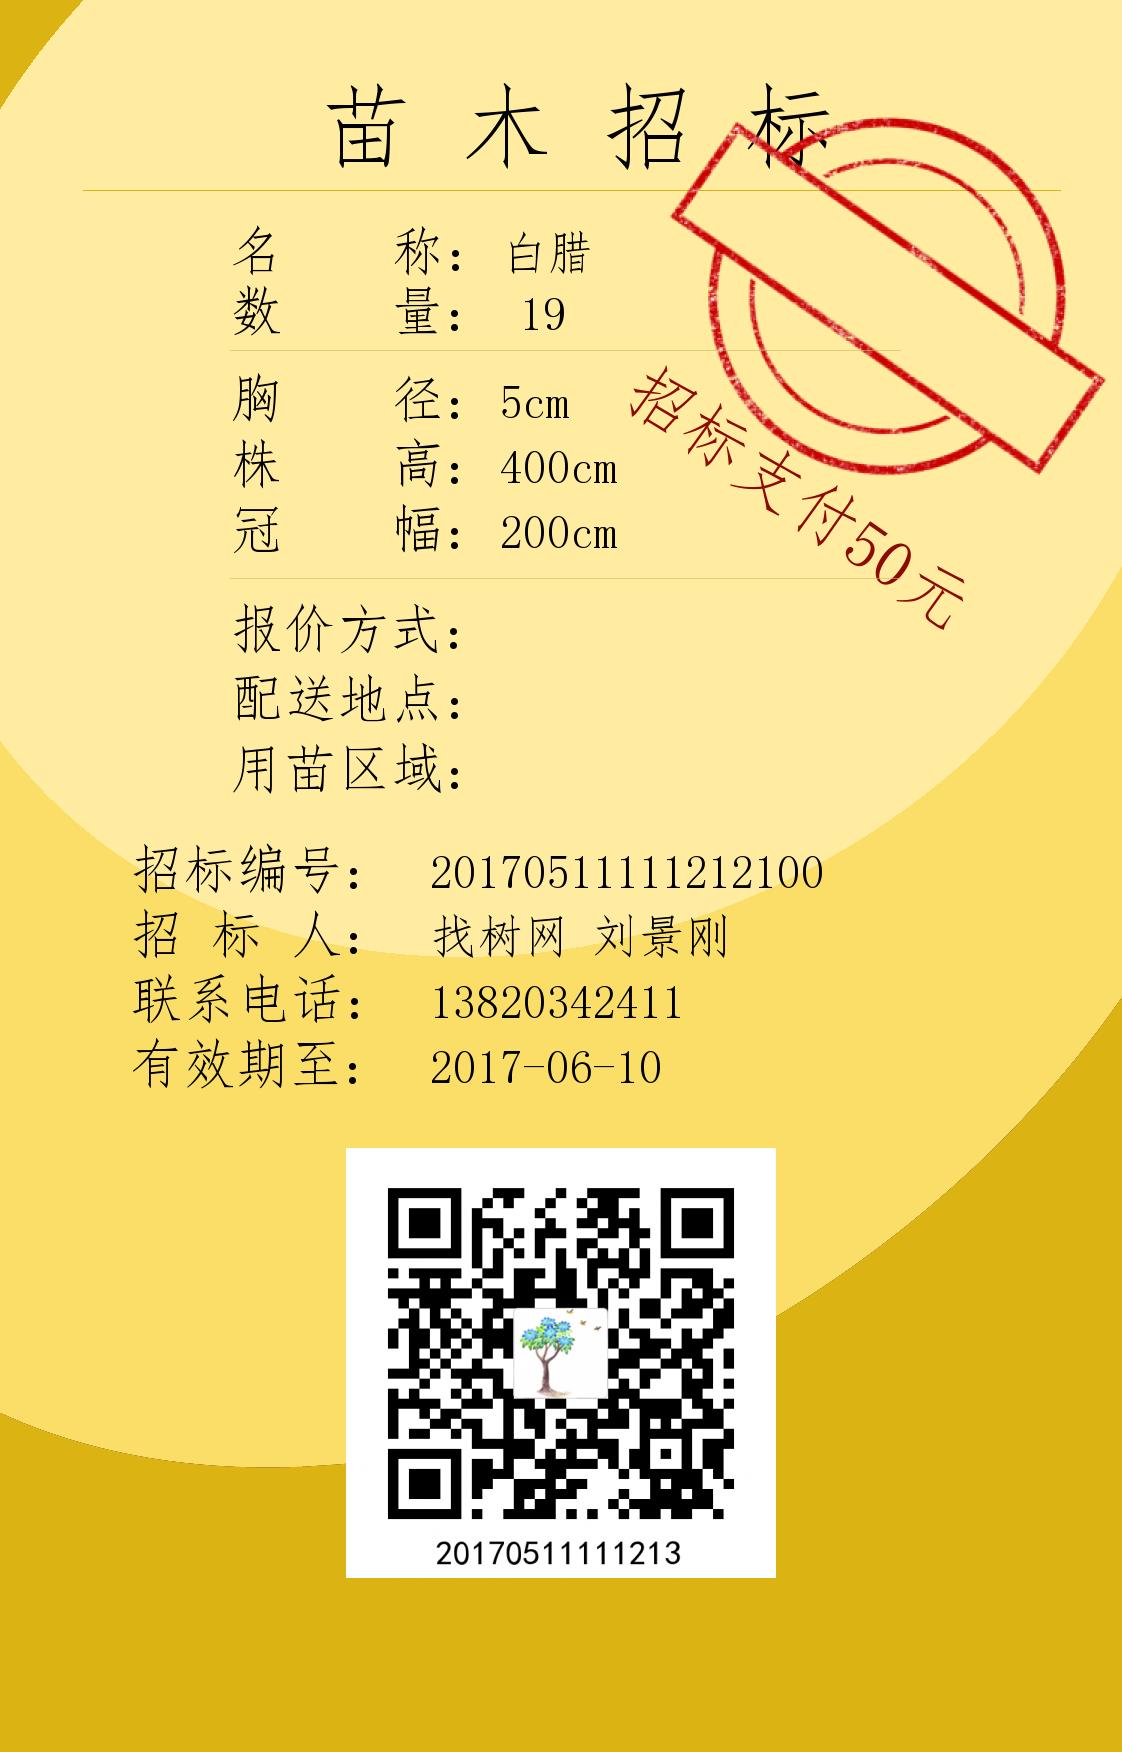 苗木招标
名称：白腊
数量：19
胸径：5cm
株高：400cm
冠幅：200cm
招标支付50元
报价方式：
配送地点：
用苗区域：
招标编号：20170511111212100
招标人：找树网 刘景刚
联系电话：13820342411
有效期至：2017-06-10
20170511111213